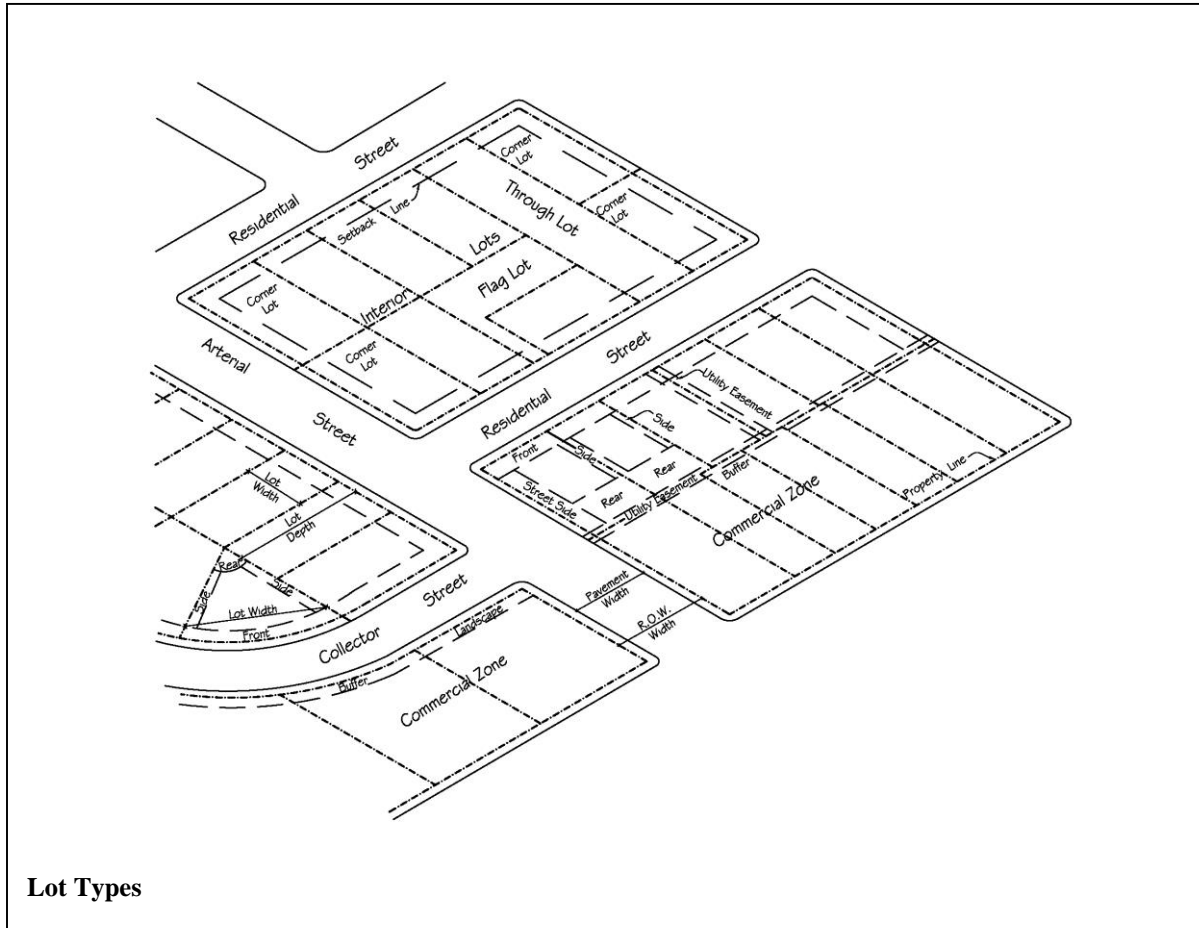 Residential
Street
Corner
Lot
Through Lot
Corner
Lot
Setback
Line
Lots
Flag Lot
Interior
Corner
Lot
Corner
Lot
Arterial
Street
Residential
Street
Utility Easement
Front
Side
Side
Rear
Rear
Street Side
Utility Easement
Buffer
Commercial Zone
Property Line
Lot
Width
Lot
Depth
Rear
Side
Side
Lot Width
Front
Collector
Street
Pavement
Width
R.O.W.
Width
Landscape
Buffer
Commercial Zone
Lot Types